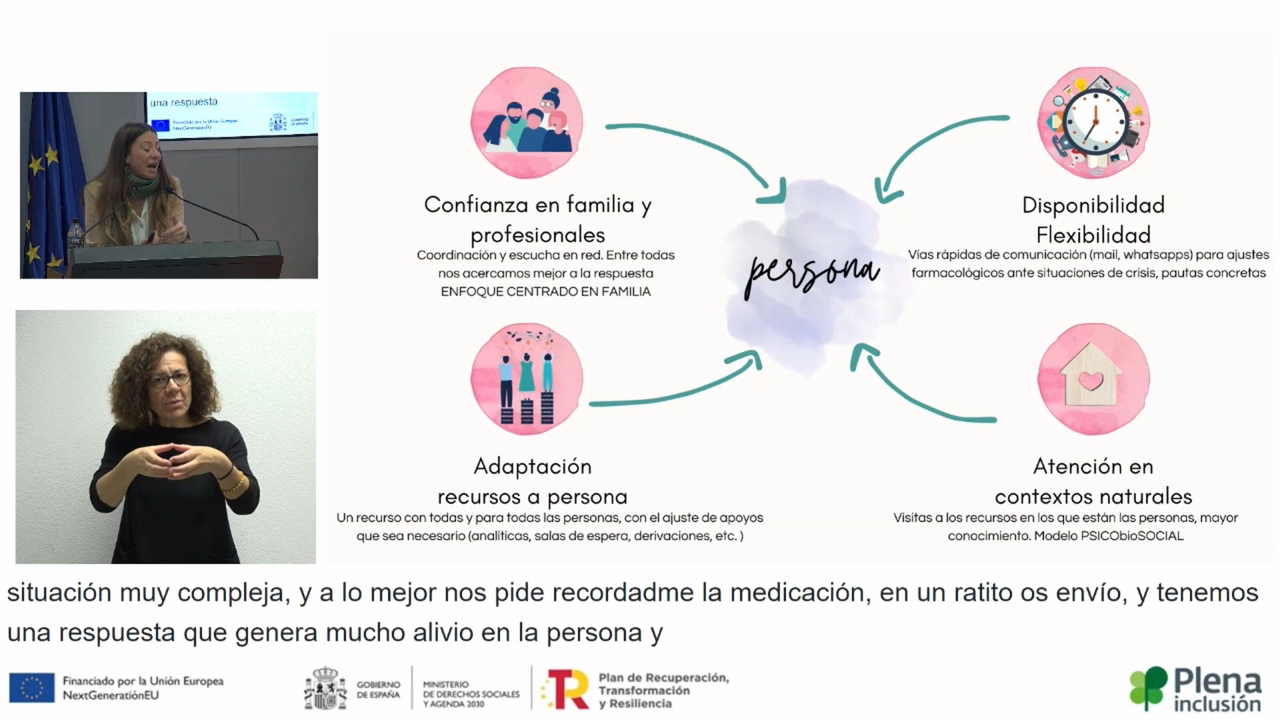 una respuesta
Financiado por la Unión Europea
NextGenerationEU
Confianza en familia y
profesionales
Coordinación y escucha en red. Entre todas
nos acercamos mejor a la respuesta
ENFOQUE CENTRADO EN FAMILIA
persona
Disponibilidad
Flexibilidad
Vías rápidas de comunicación (mail, whatsapps) para ajustes
farmacológicos ante situaciones de crisis, pautas concretas
Adaptación
recursos a persona
Un recurso con todas y para todas las personas, con el ajuste de apoyos
que sea necesario (analíticas, salas de espera, derivaciones, etc. )
Atención en
contextos naturales
Visitas a los recursos en los que están las personas, mayor
conocimiento. Modelo PSICObioSOCIAL
situación muy compleja, y a lo mejor nos pide recordadme la medicación, en un ratito os envío, y tenemos
una respuesta que genera mucho alivio en la persona y
Financiado por la Unión Europea
NextGenerationEU
GOBIERNO
DE ESPAÑA
MINISTERIO
DE DERECHOS SOCIALES
Y AGENDA 2030
Plan de Recuperación,
Transformación
y Resiliencia
Plena
inclusión